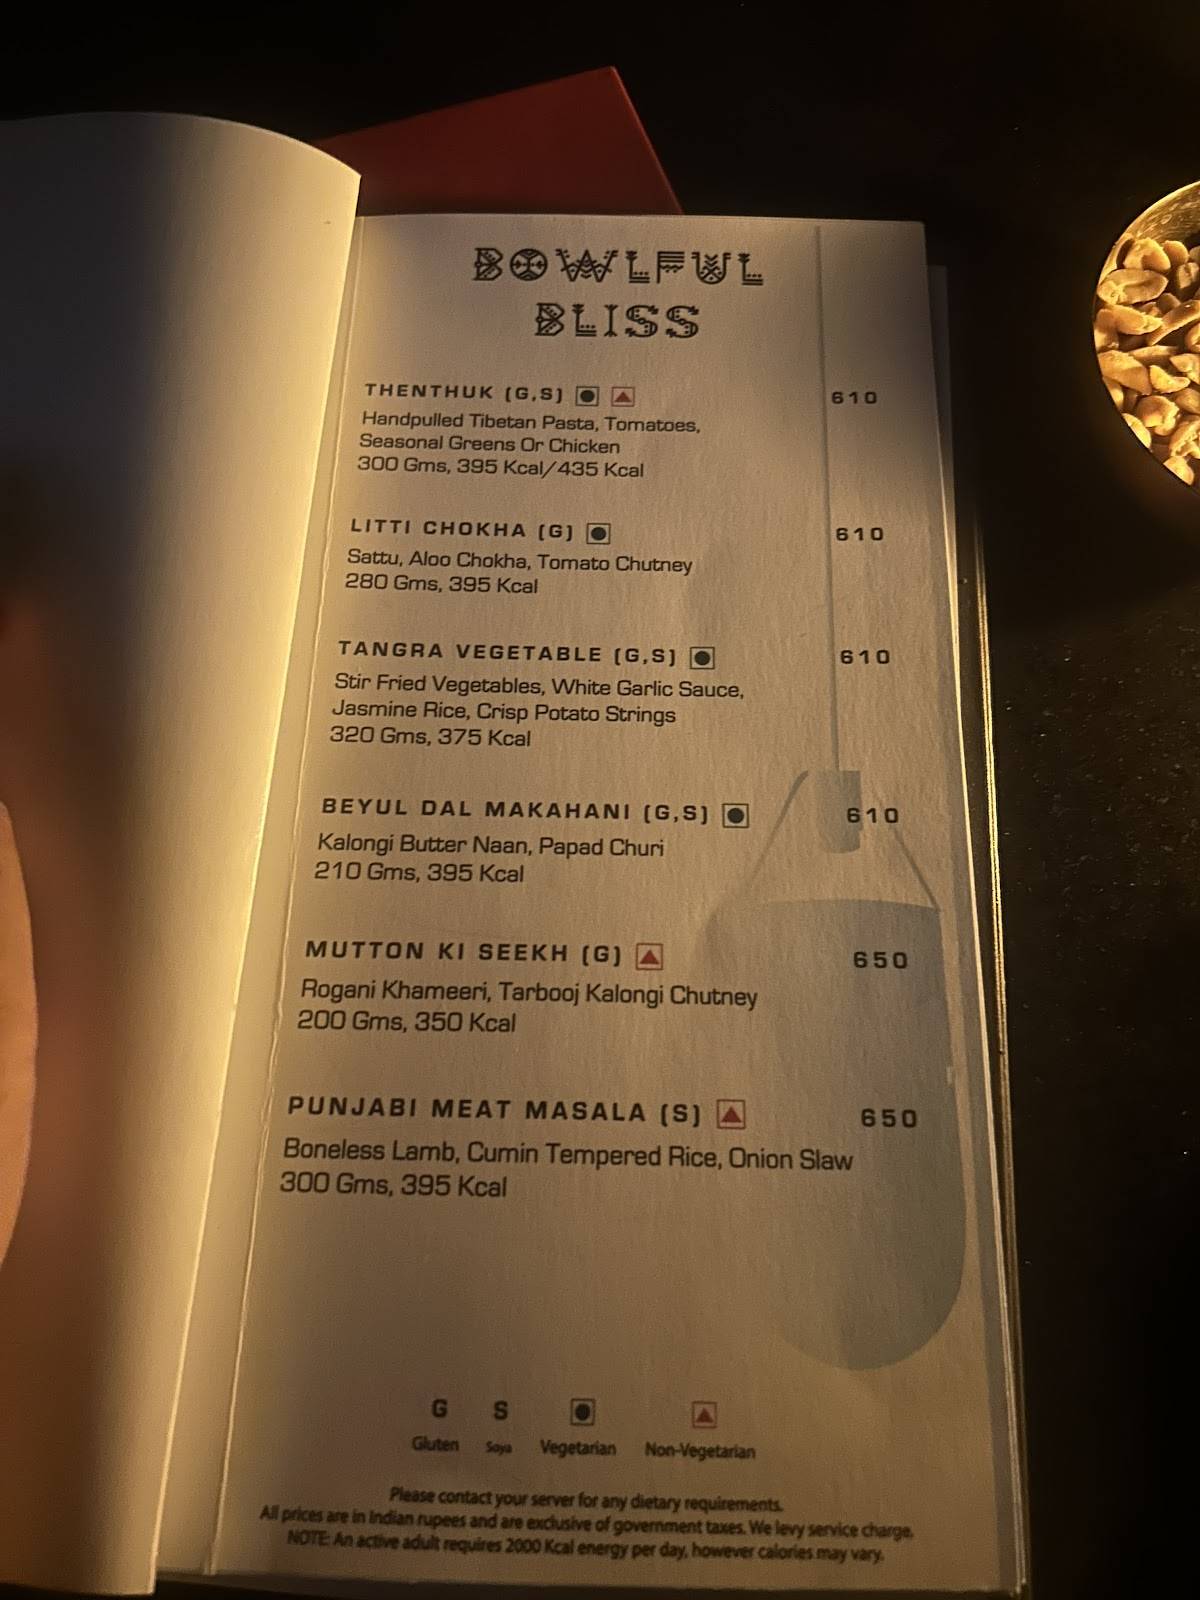 BOWLFUL
BLISS
THENTHUK (G,S) 610
Handpulled Tibetan Pasta, Tomatoes,
Seasonal Greens Or Chicken
300 Gms, 395 Kcal/435 Kcal
LITTI CHOKHA (G) 610
Sattu, Aloo Chokha, Tomato Chutney
280 Gms, 395 Kcal
TANGRA VEGETABLE (G,S) 610
Stir Fried Vegetables, White Garlic Sauce,
Jasmine Rice, Crisp Potato Strings
320 Gms, 375 Kcal
BEYUL DAL MAKAHANI (G,S) 610
Kalongi Butter Naan, Papad Churi
210 Gms, 395 Kcal
MUTTON KI SEEKH (G) 650
Rogani Khameeri, Tarbooj Kalongi Chutney
200 Gms, 350 Kcal
PUNJABI MEAT MASALA (S) 650
Boneless Lamb, Cumin Tempered Rice, Onion Slaw
300 Gms, 395 Kcal
G S
Gluten Soya Vegetarian Non-Vegetarian
Please contact your server for any dietary requirements.
All prices are in Indian rupees and are exclusive of government taxes. We levy service charge.
NOTE: An active adult requires 2000 Kcal energy per day, however calories may vary.